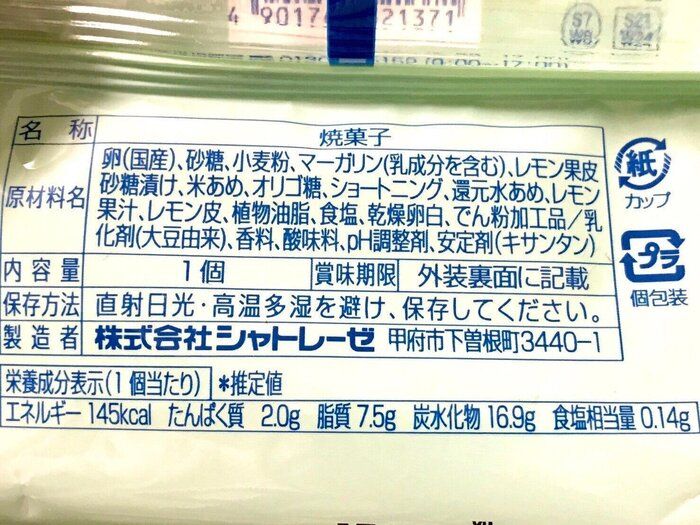 21371
S7
W8
S21
W24
名称 焼菓子
原材料名 卵(国産)、砂糖、小麦粉、マーガリン(乳成分を含む)、レモン果皮
砂糖漬け、米あめ、オリゴ糖、ショートニング、還元水あめ、レモン
果汁、レモン皮、植物油脂、食塩、乾燥卵白、でん粉加工品/乳
化剤(大豆由来)、香料、酸味料、pH調整剤、安定剤(キサンタン)
内容量 1個 賞味期限 外装裏面に記載
保存方法 直射日光・高温多湿を避け、保存してください。
製造者 株式会社シャトレーゼ 甲府市下曽根町3440-1
紙
カップ
プラ
個包装
栄養成分表示(1個当たり) *推定値
エネルギー 145kcal たんぱく質 2.0g 脂質 7.5g 炭水化物 16.9g 食塩相当量 0.14g